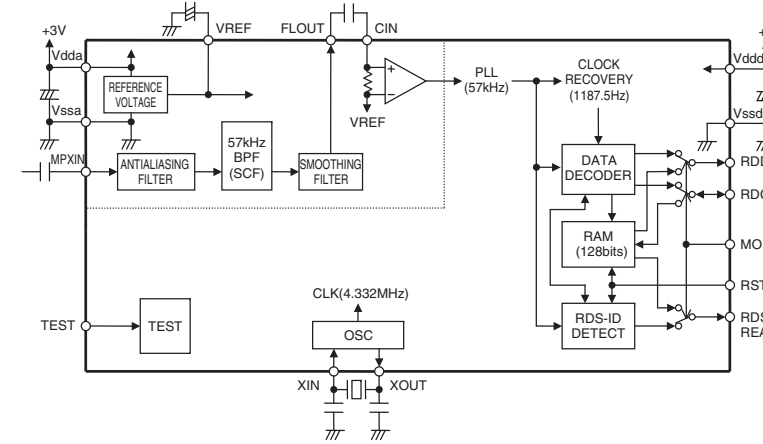 +3V
VREF
FLOUT
CIN
Vdda
REFERENCE
VOLTAGE
Vssa
VREF
+
−
PLL
(57kHz)
CLOCK
RECOVERY
(1187.5Hz)
Vddd
Vssd
MPXIN
ANTIALIASING
FILTER
57kHz
BPF
(SCF)
SMOOTHING
FILTER
DATA
DECODER
RAM
(128bits)
RDS-ID
DETECT
MO
RST
TEST
TEST
CLK(4.332MHz)
OSC
XIN
XOUT